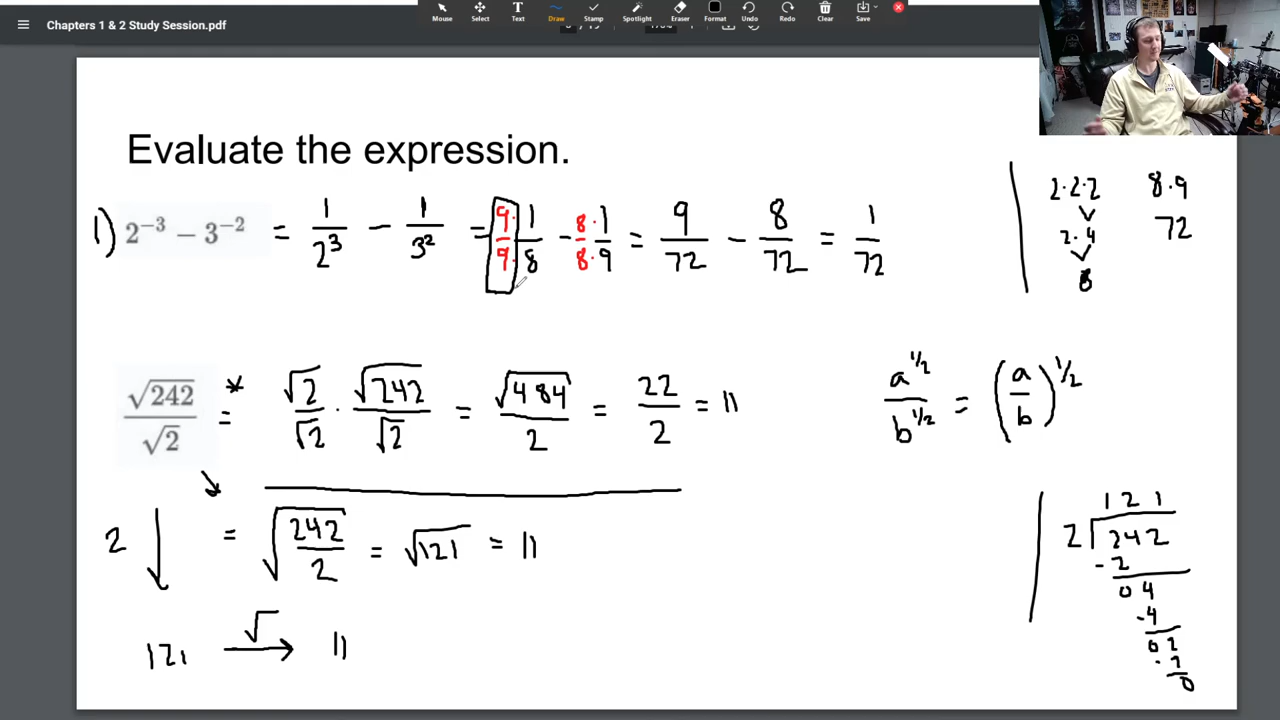 Chapters 1 & 2 Study Session.pdf
Mouse Select Text Draw Stamp Spotlight Eraser Format Undo Redo Clear Save
Evaluate the expression.
1) 2⁻³ − 3⁻² = 1/2³ − 1/3² = 9/9 · 1/8 − 8/8 · 1/9 = 9/72 − 8/72 = 1/72
2·2·2
2·4
8
8·9
72
√242/√2 = * √2/√2 · √242/√2 = √484/2 = 22/2 = 11
a^1/2 / b^1/2 = (a/b)^1/2
2 ↓ ↘ = √(242/2) = √121 = 11
121 √→ 11
121
2 242
-2
04
-4
02
-2
0